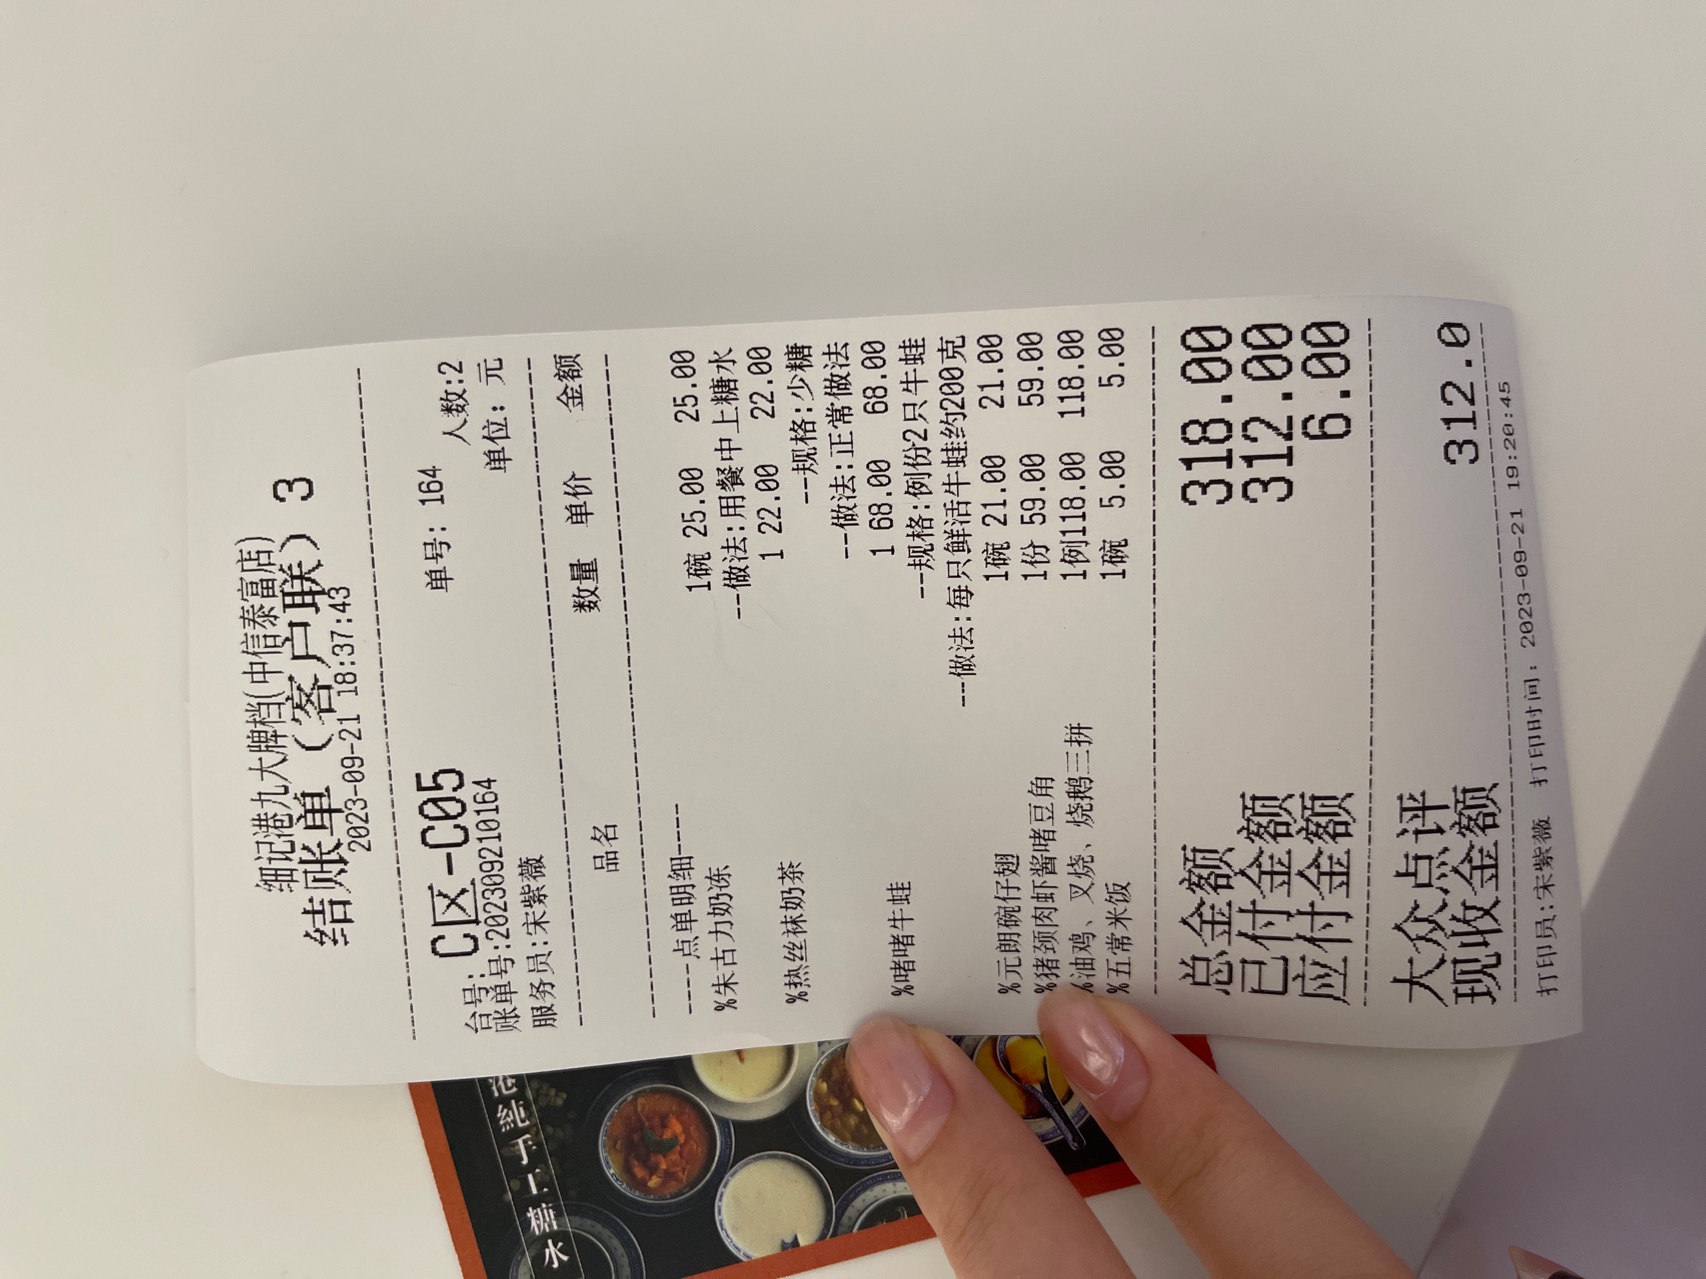 细记港九大牌档(中信泰富店)
结账单（客户联）3
2023-09-21 18:37:43
台号: C区-C05 单号: 164
账单号:202309210164 人数:2
服务员:宋紫薇 单位: 元
品名 数量 单价 金额
----点单明细----
%朱古力奶冻 1碗 25.00 25.00
--做法:用餐中上糖水
%热丝袜奶茶 1 22.00 22.00
--规格:少糖
--做法:正常做法
%啫啫牛蛙 1 68.00 68.00
--规格:例份2只牛蛙
--做法:每只鲜活牛蛙约200克
%元朗碗仔翅 1碗 21.00 21.00
%猪颈肉虾酱啫豆角 1份 59.00 59.00
%油鸡、叉烧、烧鹅三拼 1例118.00 118.00
%五常米饭 1碗 5.00 5.00
总金额 318.00
已付金额 312.00
应付金额 6.00
大众点评
现收金额 312.0
打印员:宋紫薇 打印时间: 2023-09-21 19:20:45
糖水